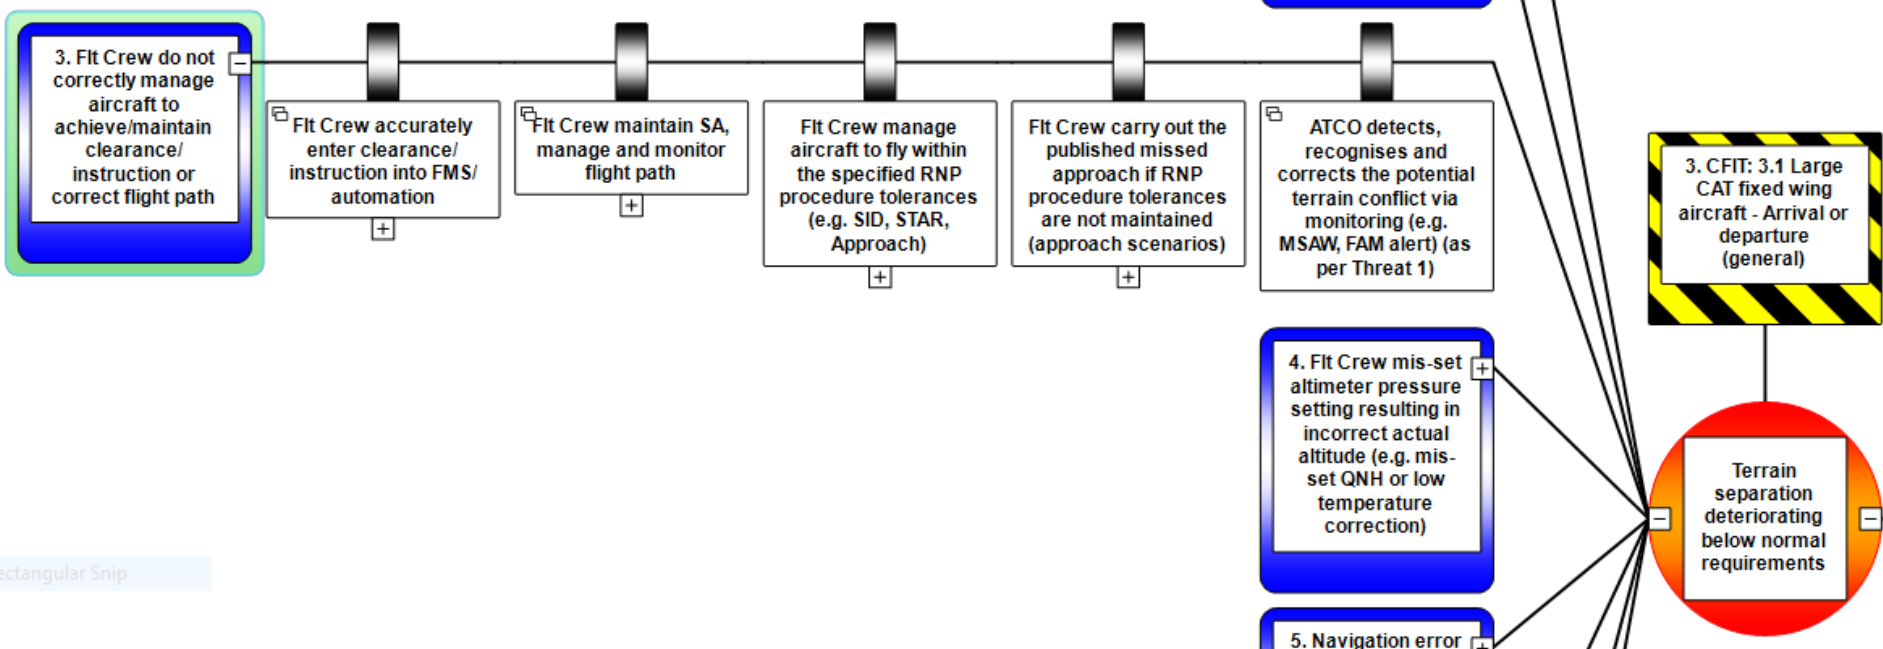 3. Flt Crew do not
correctly manage
aircraft to
achieve/maintain
clearance/
instruction or
correct flight path
Flt Crew accurately
enter clearance/
instruction into FMS/
automation
Flt Crew maintain SA,
manage and monitor
flight path
Flt Crew manage
aircraft to fly within
the specified RNP
procedure tolerances
(e.g. SID, STAR,
Approach)
Flt Crew carry out the
published missed
approach if RNP
procedure tolerances
are not maintained
(approach scenarios)
ATCO detects,
recognises and
corrects the potential
terrain conflict via
monitoring (e.g.
MSAW, FAM alert) (as
per Threat 1)
3. CFIT: 3.1 Large
CAT fixed wing
aircraft - Arrival or
departure
(general)
4. Flt Crew mis-set
altimeter pressure
setting resulting in
incorrect actual
altitude (e.g. mis-
set QNH or low
temperature
correction)
Terrain
separation
deteriorating
below normal
requirements
ectangular Snip
5. Navigation error